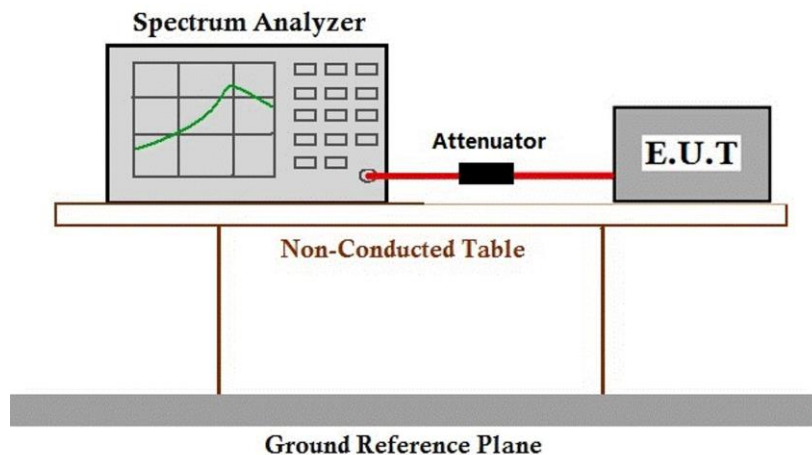 Spectrum Analyzer
Attenuator
E.U.T
Non-Conducted Table
Ground Reference Plane